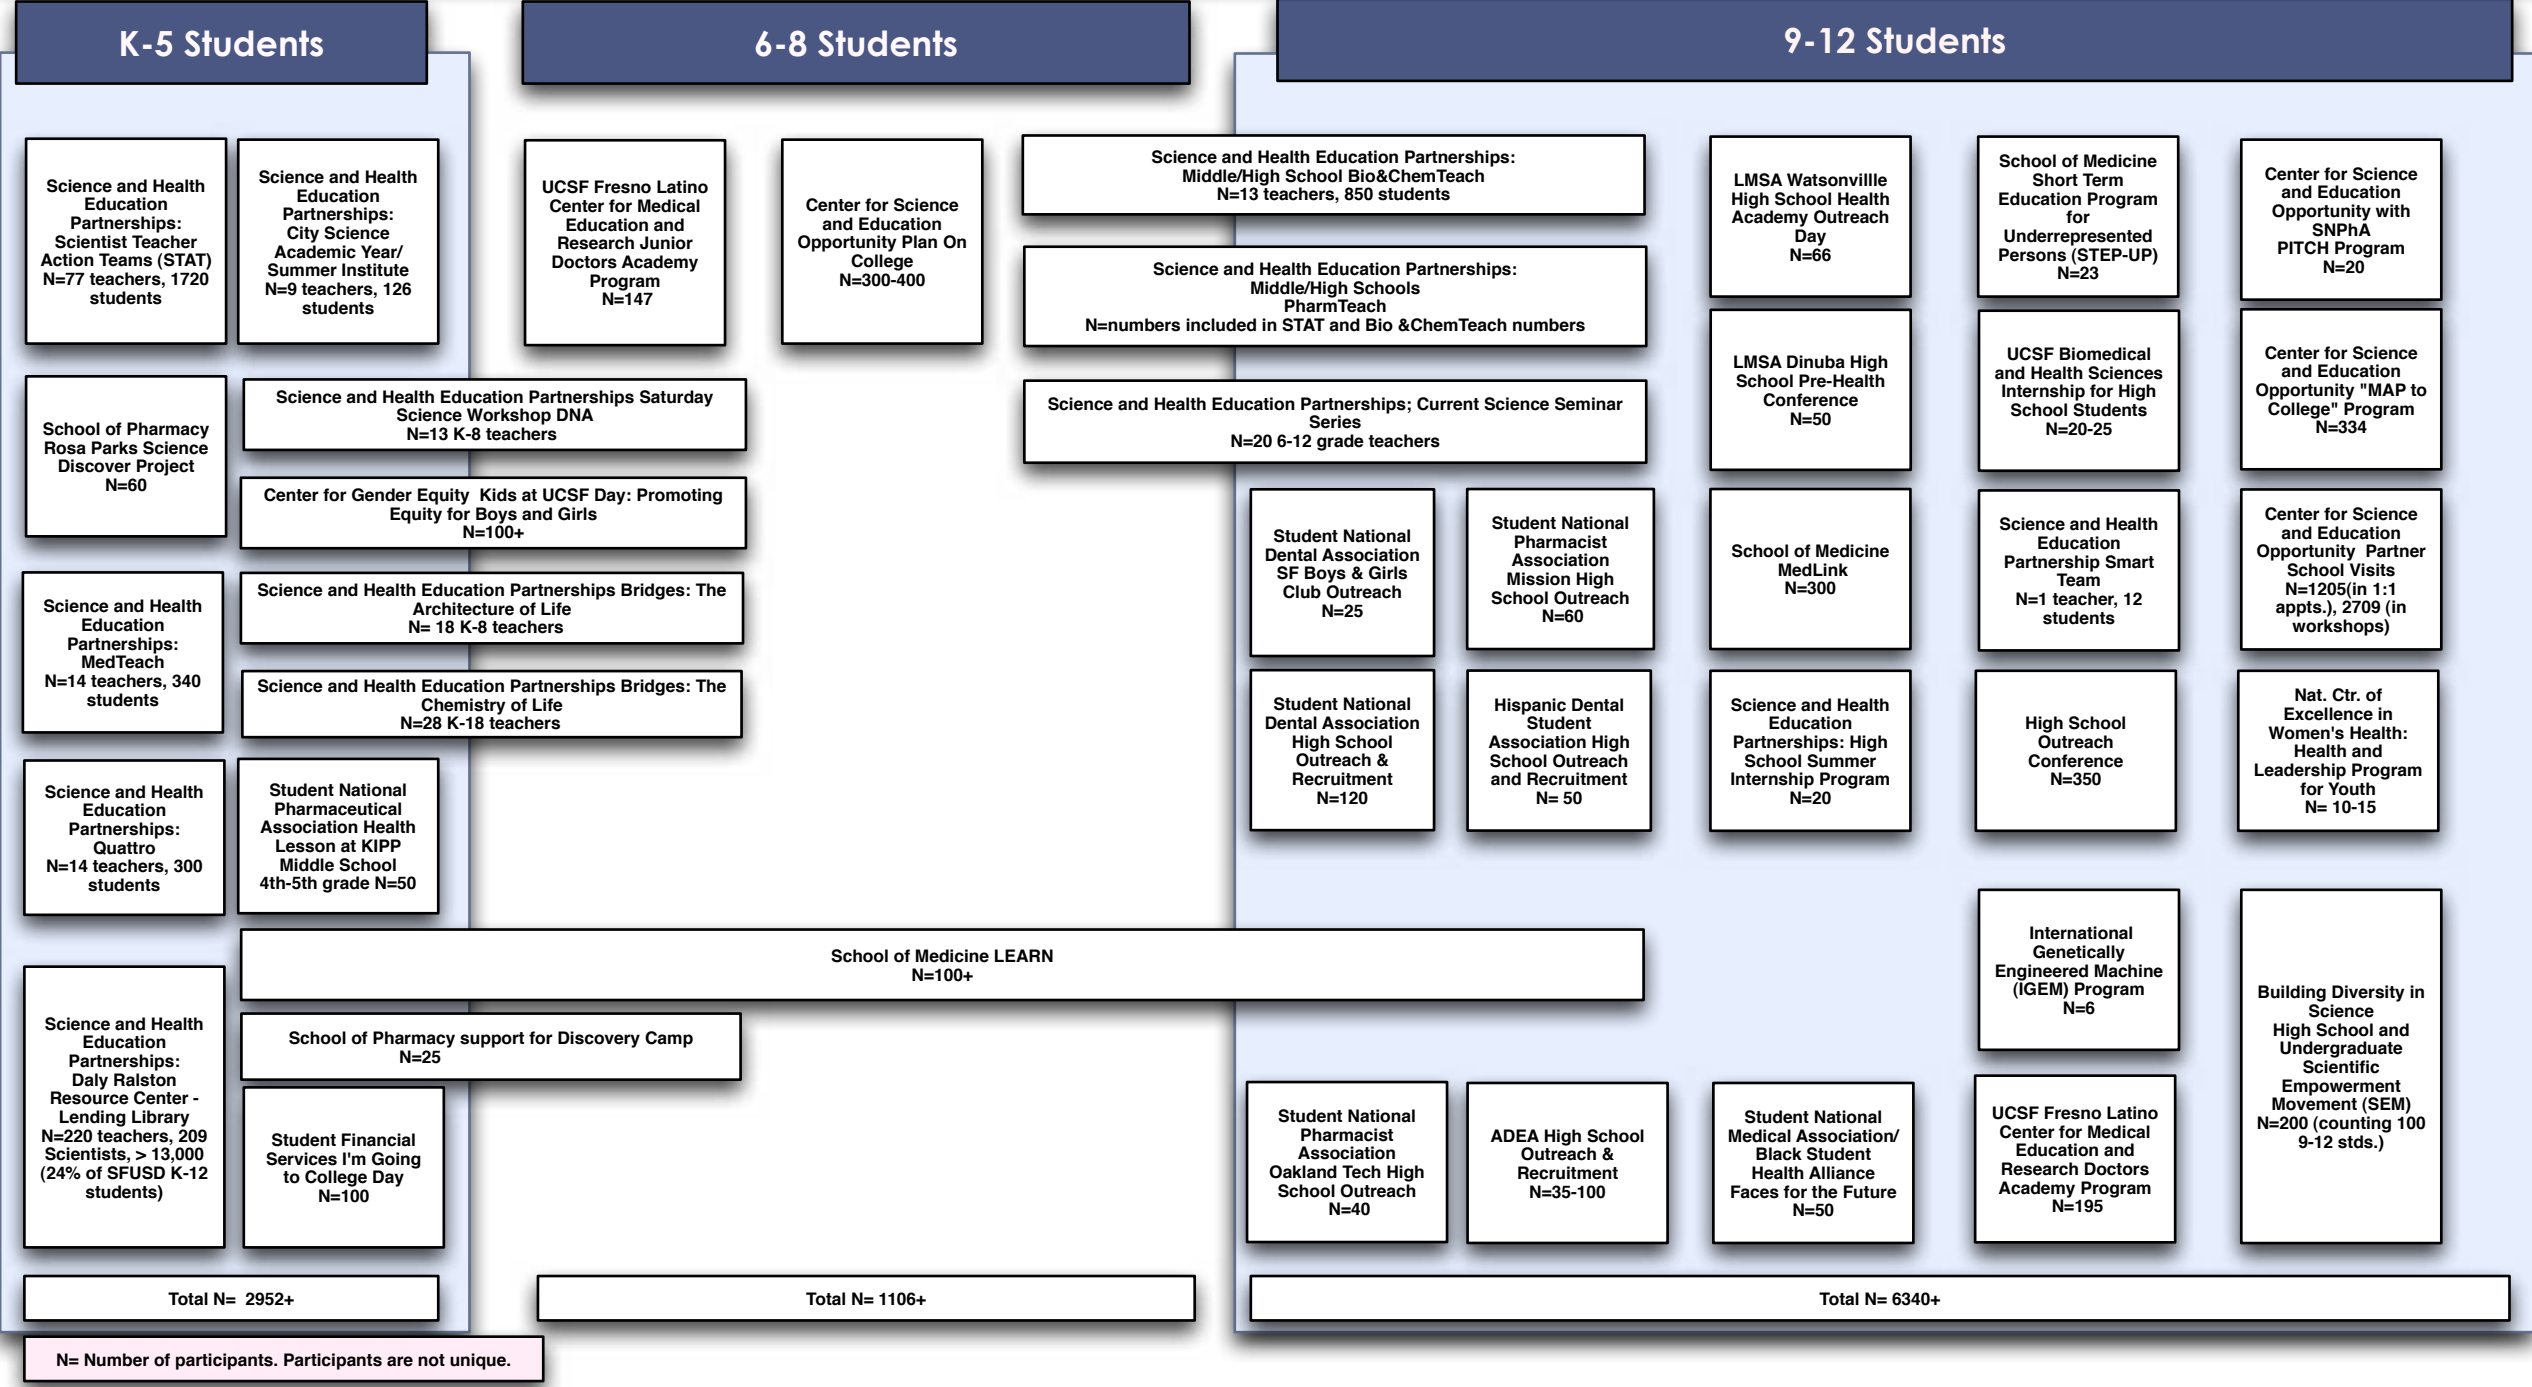 K-5 Students
6-8 Students
9-12 Students
Science and Health
Education
Partnerships:
Scientist Teacher
Action Teams (STAT)
N=77 teachers, 1720
students
Science and Health
Education
Partnerships:
City Science
Academic Year/
Summer Institute
N=9 teachers, 126
students
UCSF Fresno Latino
Center for Medical
Education and
Research Junior
Doctors Academy
Program
N=147
Center for Science
and Education
Opportunity Plan On
College
N=300-400
Science and Health Education Partnerships:
Middle/High School Bio&ChemTeach
N=13 teachers, 850 students
Science and Health Education Partnerships:
Middle/High Schools
PharmTeach
N=numbers included in STAT and Bio &ChemTeach numbers
Science and Health Education Partnerships; Current Science Seminar
Series
N=20 6-12 grade teachers
LMSA Watsonvillle
High School Health
Academy Outreach
Day
N=66
School of Medicine
Short Term
Education Program
for
Underrepresented
Persons (STEP-UP)
N=23
Center for Science
and Education
Opportunity with
SNPhA
PITCH Program
N=20
LMSA Dinuba High
School Pre-Health
Conference
N=50
UCSF Biomedical
and Health Sciences
Internship for High
School Students
N=20-25
Center for Science
and Education
Opportunity "MAP to
College" Program
N=334
School of Pharmacy
Rosa Parks Science
Discover Project
N=60
Science and Health Education Partnerships Saturday
Science Workshop DNA
N=13 K-8 teachers
Center for Gender Equity  Kids at UCSF Day: Promoting
Equity for Boys and Girls
N=100+
Science and Health
Education
Partnerships:
MedTeach
N=14 teachers, 340
students
Science and Health Education Partnerships Bridges: The
Architecture of Life
N= 18 K-8 teachers
Science and Health Education Partnerships Bridges: The
Chemistry of Life
N=28 K-18 teachers
Student National
Dental Association
SF Boys & Girls
Club Outreach
N=25
Student National
Pharmacist
Association
Mission High
School Outreach
N=60
School of Medicine
MedLink
N=300
Science and Health
Education
Partnership Smart
Team
N=1 teacher, 12
students
Center for Science
and Education
Opportunity  Partner
School Visits
N=1205(in 1:1
appts.), 2709 (in
workshops)
Student National
Dental Association
High School
Outreach &
Recruitment
N=120
Hispanic Dental
Student
Association High
School Outreach
and Recruitment
N= 50
Science and Health
Education
Partnerships: High
School Summer
Internship Program
N=20
High School
Outreach
Conference
N=350
Nat. Ctr. of
Excellence in
Women's Health:
Health and
Leadership Program
for Youth
N= 10-15
Science and Health
Education
Partnerships:
Quattro
N=14 teachers, 300
students
Student National
Pharmaceutical
Association Health
Lesson at KIPP
Middle School
4th-5th grade N=50
School of Medicine LEARN
N=100+
Science and Health
Education
Partnerships:
Daly Ralston
Resource Center -
Lending Library
N=220 teachers, 209
Scientists, > 13,000
(24% of SFUSD K-12
students)
School of Pharmacy support for Discovery Camp
N=25
Student Financial
Services I'm Going
to College Day
N=100
International
Genetically
Engineered Machine
(IGEM) Program
N=6
Building Diversity in
Science
High School and
Undergraduate
Scientific
Empowerment
Movement (SEM)
N=200 (counting 100
9-12 stds.)
Student National
Pharmacist
Association
Oakland Tech High
School Outreach
N=40
ADEA High School
Outreach &
Recruitment
N=35-100
Student National
Medical Association/
Black Student
Health Alliance
Faces for the Future
N=50
UCSF Fresno Latino
Center for Medical
Education and
Research Doctors
Academy Program
N=195
Total N=  2952+
Total N= 1106+
Total N= 6340+
N= Number of participants. Participants are not unique.